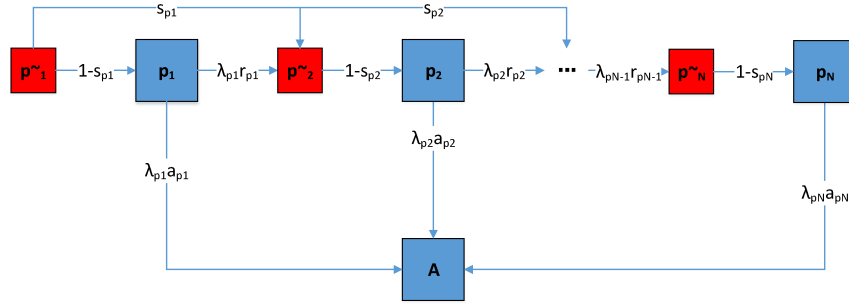 s_p1 s_p2
p~_1 1-s_p1 p_1 λ_p1r_p1 p~_2 1-s_p2 p_2 λ_p2r_p2 ... λ_pN-1r_pN-1 p~_N 1-s_pN p_N
λ_p1a_p1 λ_p2a_p2 λ_pNa_pN
A